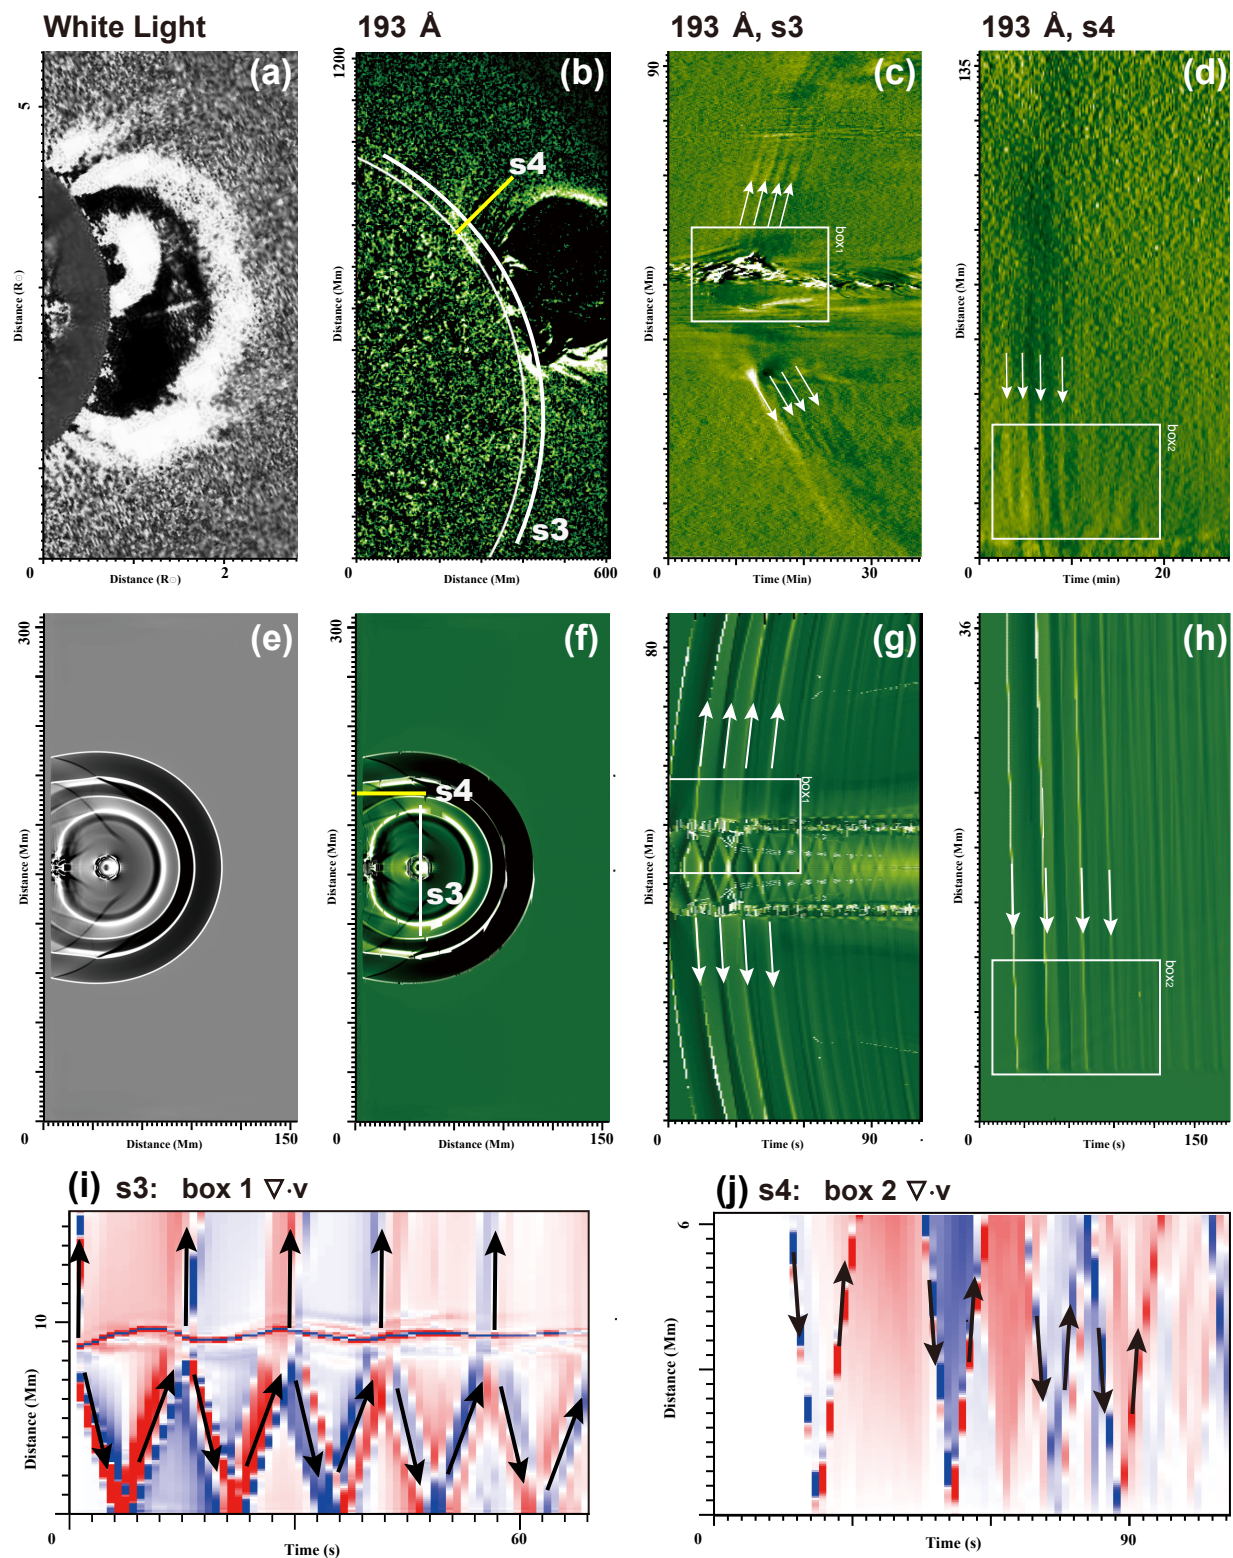 White Light
193 Å
193 Å, s3
193 Å, s4
(a)
5
Distance (R☉)
0
2
Distance (R☉)
(b)
1200
s4
s3
Distance (Mm)
0
600
Distance (Mm)
(c)
90
box1
Distance (Mm)
0
30
Time (Min)
(d)
135
box2
Distance (Mm)
0
20
Time (min)
(e)
300
Distance (Mm)
0
150
Distance (Mm)
(f)
300
s4
s3
Distance (Mm)
0
150
Distance (Mm)
(g)
80
box1
Distance (Mm)
0
90
Time (s)
(h)
36
box2
Distance (Mm)
0
150
Time (s)
(i) s3: box 1 ∇·v
10
Distance (Mm)
0
60
Time (s)
(j) s4: box 2 ∇·v
6
Distance (Mm)
0
90
Time (s)